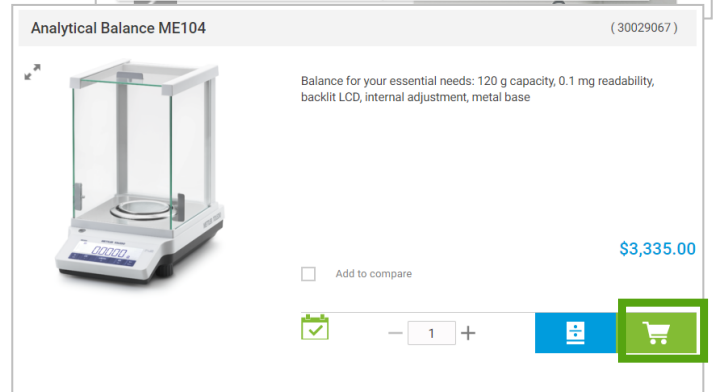 Analytical Balance ME104
( 30029067 )
Balance for your essential needs: 120 g capacity, 0.1 mg readability,
backlit LCD, internal adjustment, metal base
$3,335.00
Add to compare
1